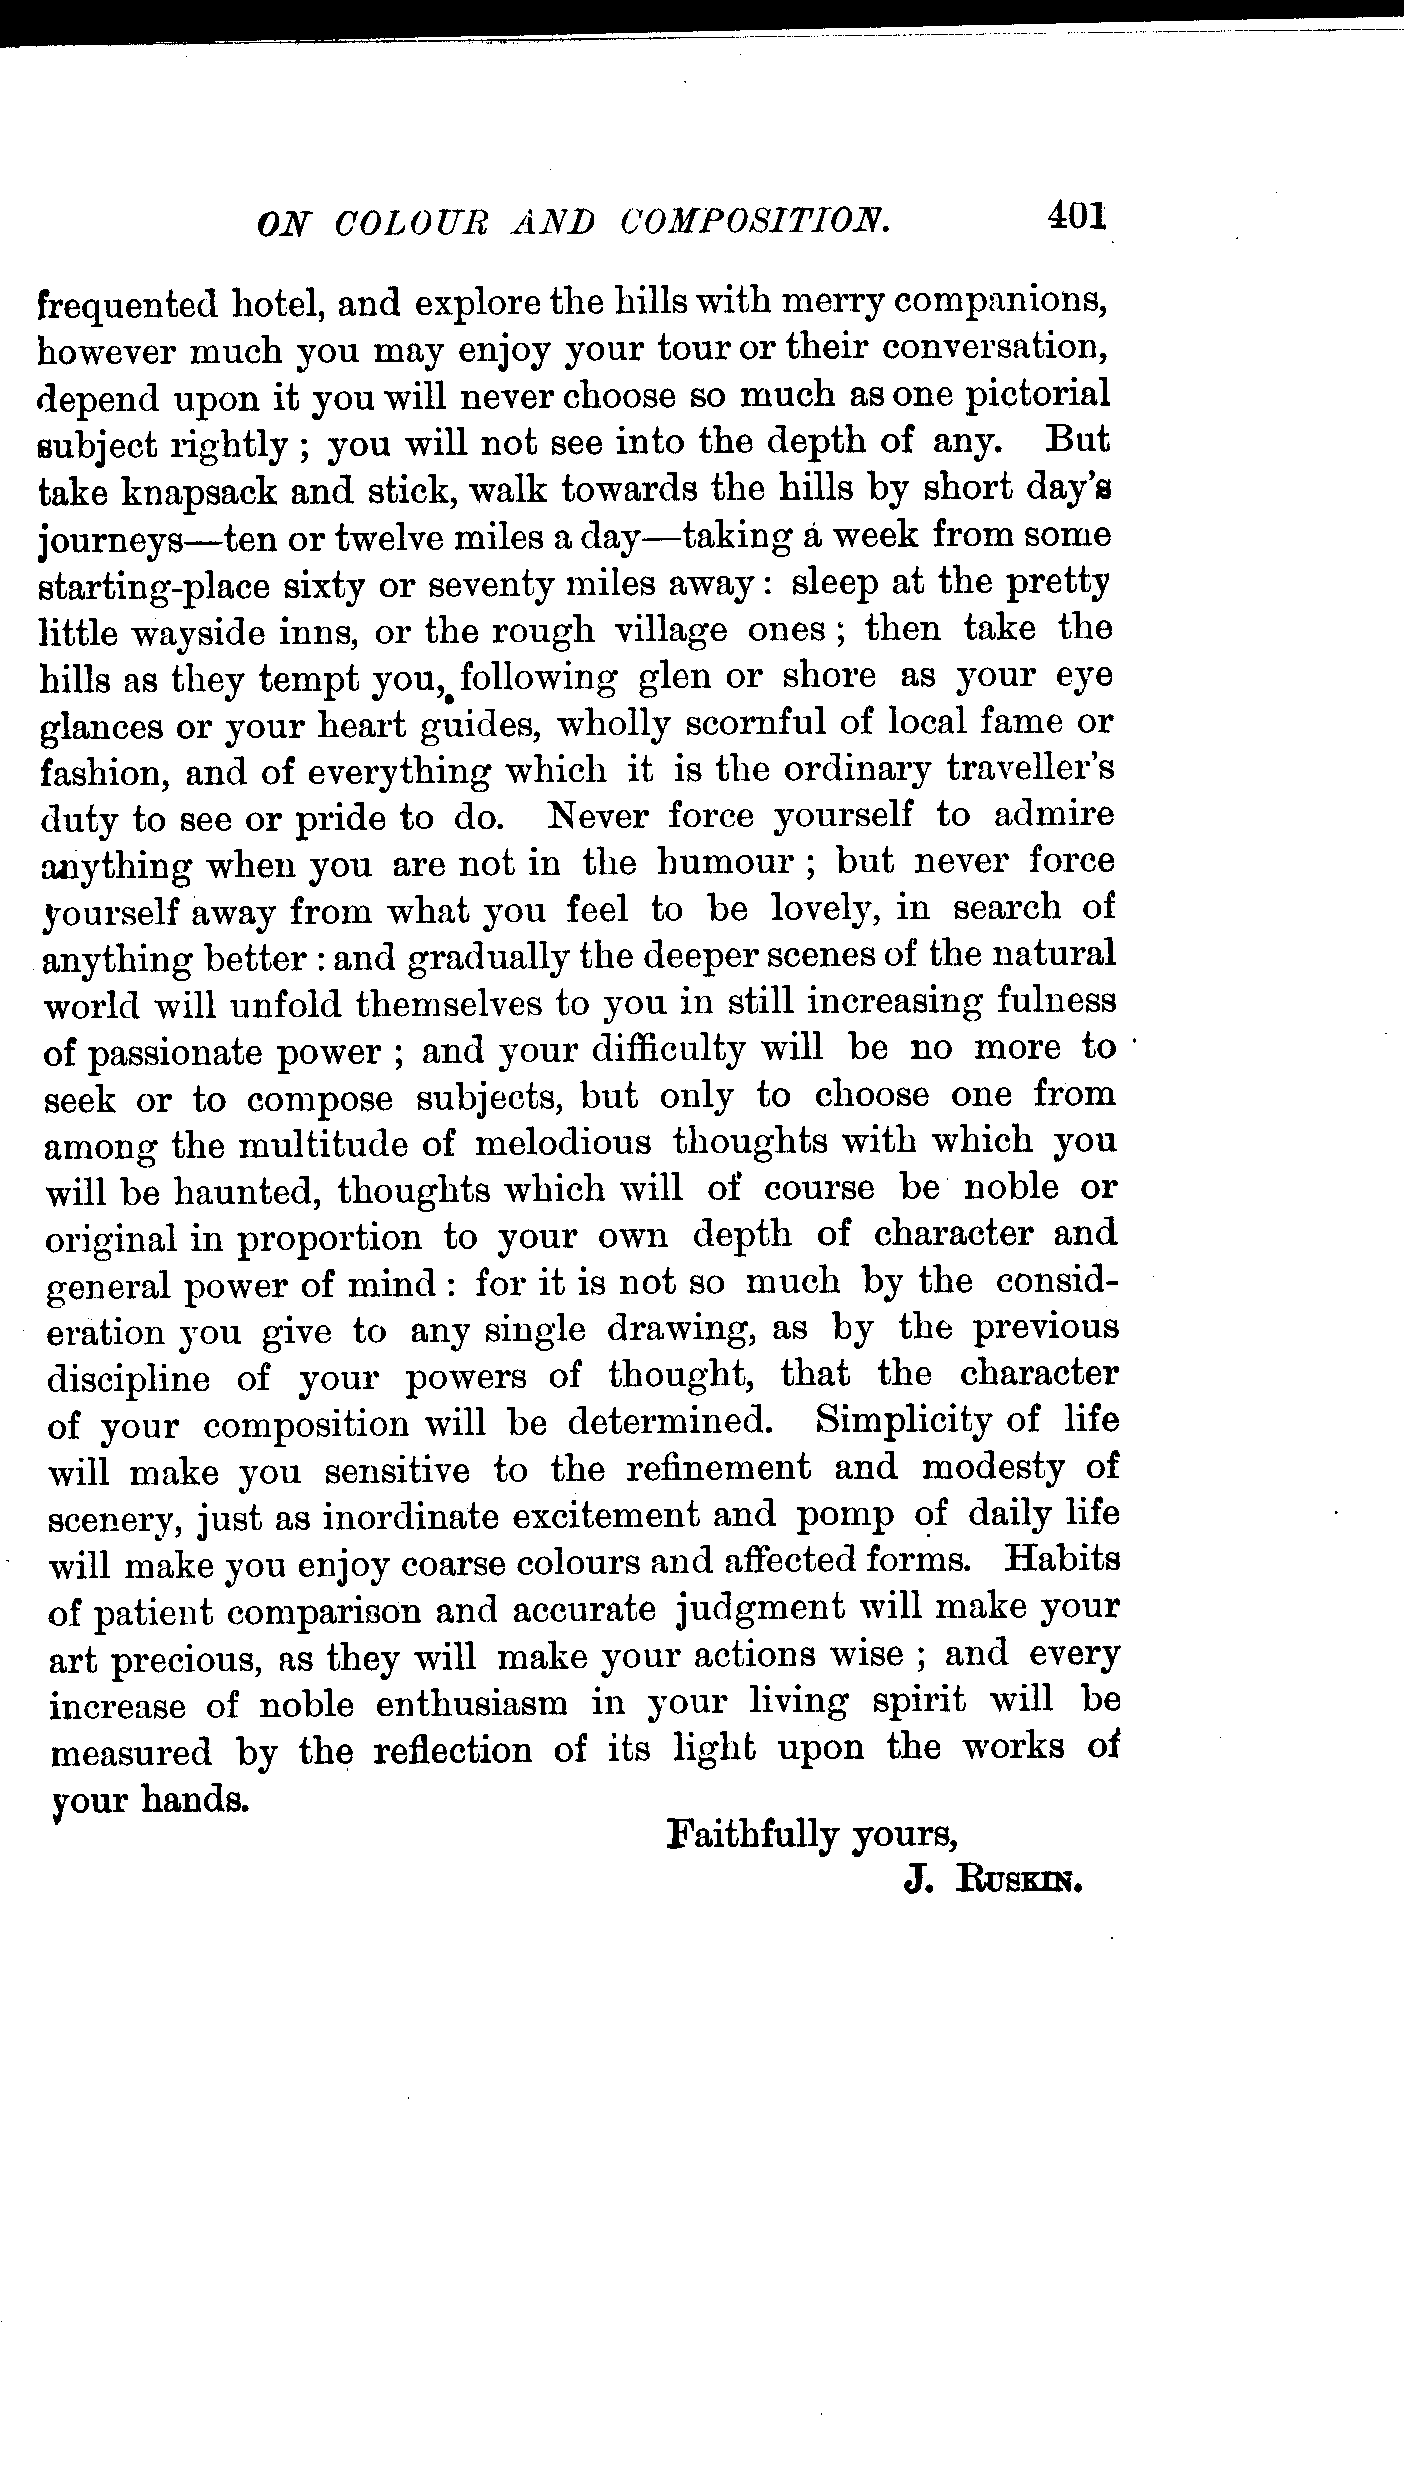 ON COLOUR AND COMPOSITION. 401
frequented hotel, and explore the hills with merry companions,
however much you may enjoy your tour or their conversation,
depend upon it you will never choose so much as one pictorial
subject rightly ; you will not see into the depth of any. But
take knapsack and stick, walk towards the hills by short day's
journeys—ten or twelve miles a day—taking a week from some
starting-place sixty or seventy miles away : sleep at the pretty
little wayside inns, or the rough village ones ; then take the
hills as they tempt you, following glen or shore as your eye
glances or your heart guides, wholly scornful of local fame or
fashion, and of everything which it is the ordinary traveller's
duty to see or pride to do. Never force yourself to admire
anything when you are not in the humour ; but never force
yourself away from what you feel to be lovely, in search of
anything better : and gradually the deeper scenes of the natural
world will unfold themselves to you in still increasing fulness
of passionate power ; and your difficulty will be no more to
seek or to compose subjects, but only to choose one from
among the multitude of melodious thoughts with which you
will be haunted, thoughts which will of course be noble or
original in proportion to your own depth of character and
general power of mind : for it is not so much by the consid-
eration you give to any single drawing, as by the previous
discipline of your powers of thought, that the character
of your composition will be determined. Simplicity of life
will make you sensitive to the refinement and modesty of
scenery, just as inordinate excitement and pomp of daily life
will make you enjoy coarse colours and affected forms. Habits
of patient comparison and accurate judgment will make your
art precious, as they will make your actions wise ; and every
increase of noble enthusiasm in your living spirit will be
measured by the reflection of its light upon the works of
your hands.
Faithfully yours,
J. RUSKIN.